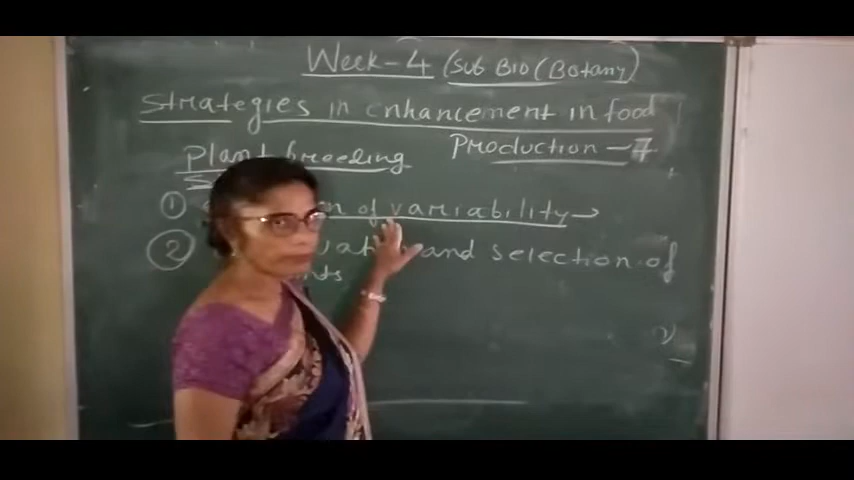 Week-4 (Sub Bio (Botany)
Strategies in enhancement in food
Plant breeding Production -7
① of variability →
② and selection of